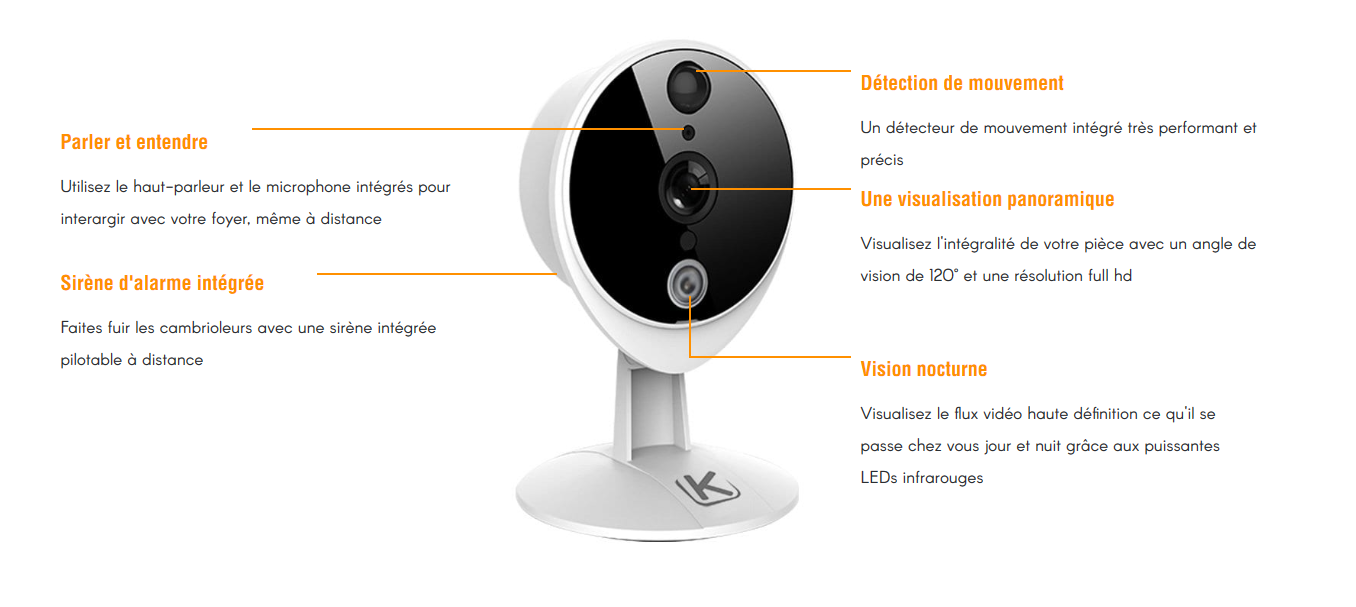 Parler et entendre
Utilisez le haut-parleur et le microphone intégrés pour
interargir avec votre foyer, même à distance
Sirène d'alarme intégrée
Faites fuir les cambrioleurs avec une sirène intégrée
pilotable à distance
Détection de mouvement
Un détecteur de mouvement intégré très performant et
précis
Une visualisation panoramique
Visualisez l'intégralité de votre pièce avec un angle de
vision de 120° et une résolution full hd
Vision nocturne
Visualisez le flux vidéo haute définition ce qu'il se
passe chez vous jour et nuit grâce aux puissantes
LEDs infrarouges
K